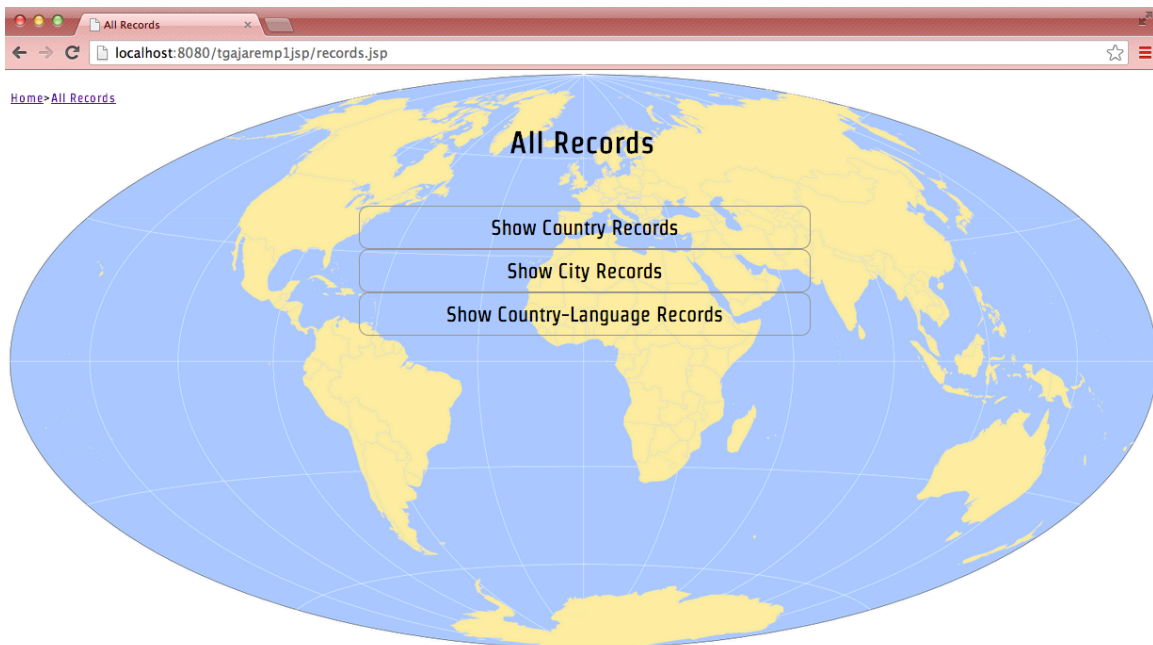 All Records
localhost:8080/tgajaremp1jsp/records.jsp
Home>All Records
All Records
Show Country Records
Show City Records
Show Country-Language Records